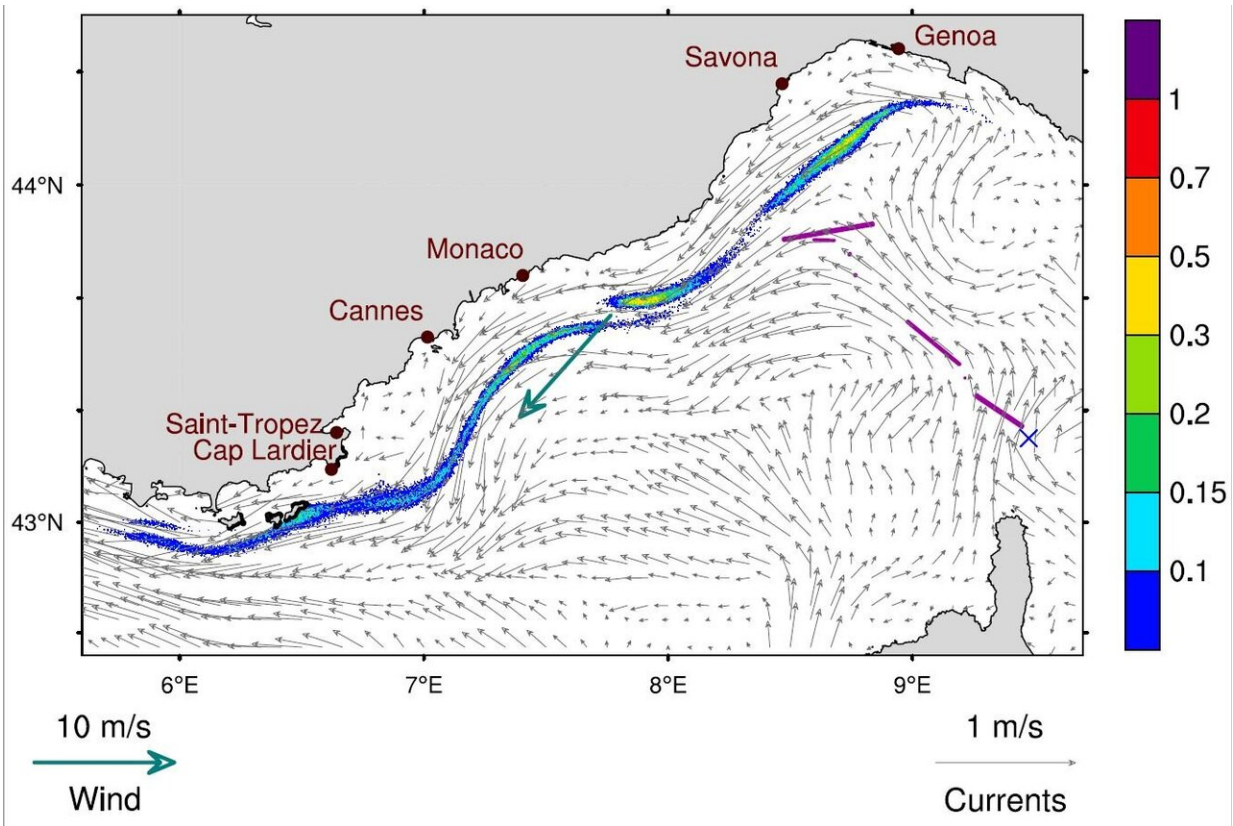 Genoa
Savona
1
0.7
44°N
0.5
Monaco
0.3
Cannes
0.2
Saint-Tropez
Cap Lardier
0.15
43°N
0.1
6°E
7°E
8°E
9°E
10 m/s
1 m/s
Wind
Currents